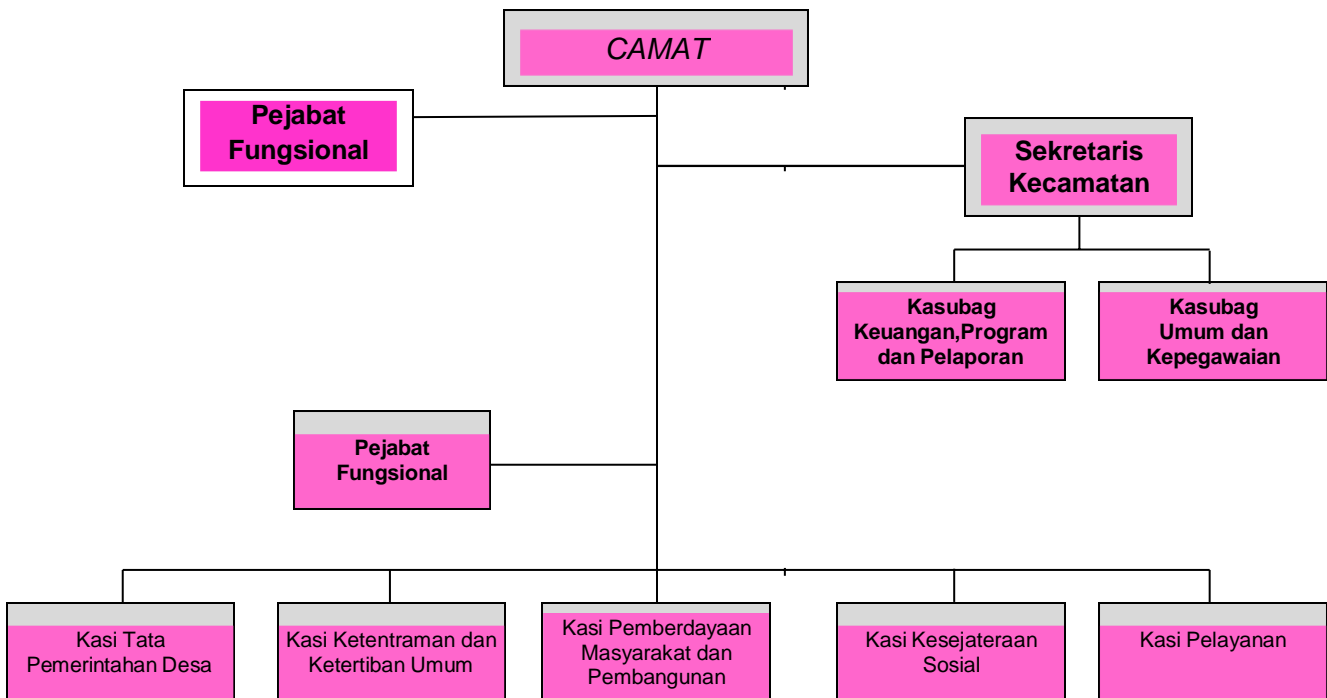 CAMAT
Pejabat
Fungsional
Sekretaris
Kecamatan
Kasubag
Keuangan,Program
dan Pelaporan
Kasubag
Umum dan
Kepegawaian
Pejabat
Fungsional
Kasi Tata
Pemerintahan Desa
Kasi Ketentraman dan
Ketertiban Umum
Kasi Pemberdayaan
Masyarakat dan
Pembangunan
Kasi Kesejateraan
Sosial
Kasi Pelayanan